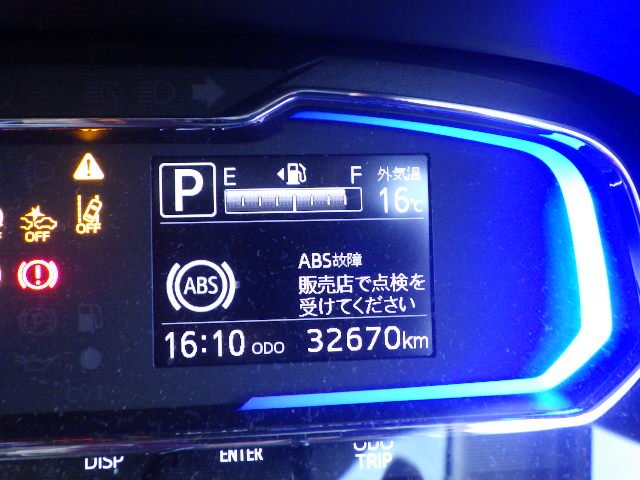 P E F 外気温
16℃
OFF OFF
ABS ABS故障
販売店で点検を
受けてください
16:10 ODO 32670km
DISP ENTER ODO
TRIP